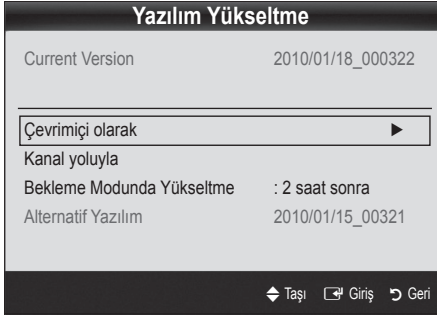 Yazılım Yükseltme
Current Version 2010/01/18_000322
Çevrimiçi olarak ►
Kanal yoluyla
Bekleme Modunda Yükseltme : 2 saat sonra
Alternatif Yazılım 2010/01/15_00321
Taşı Giriş Geri